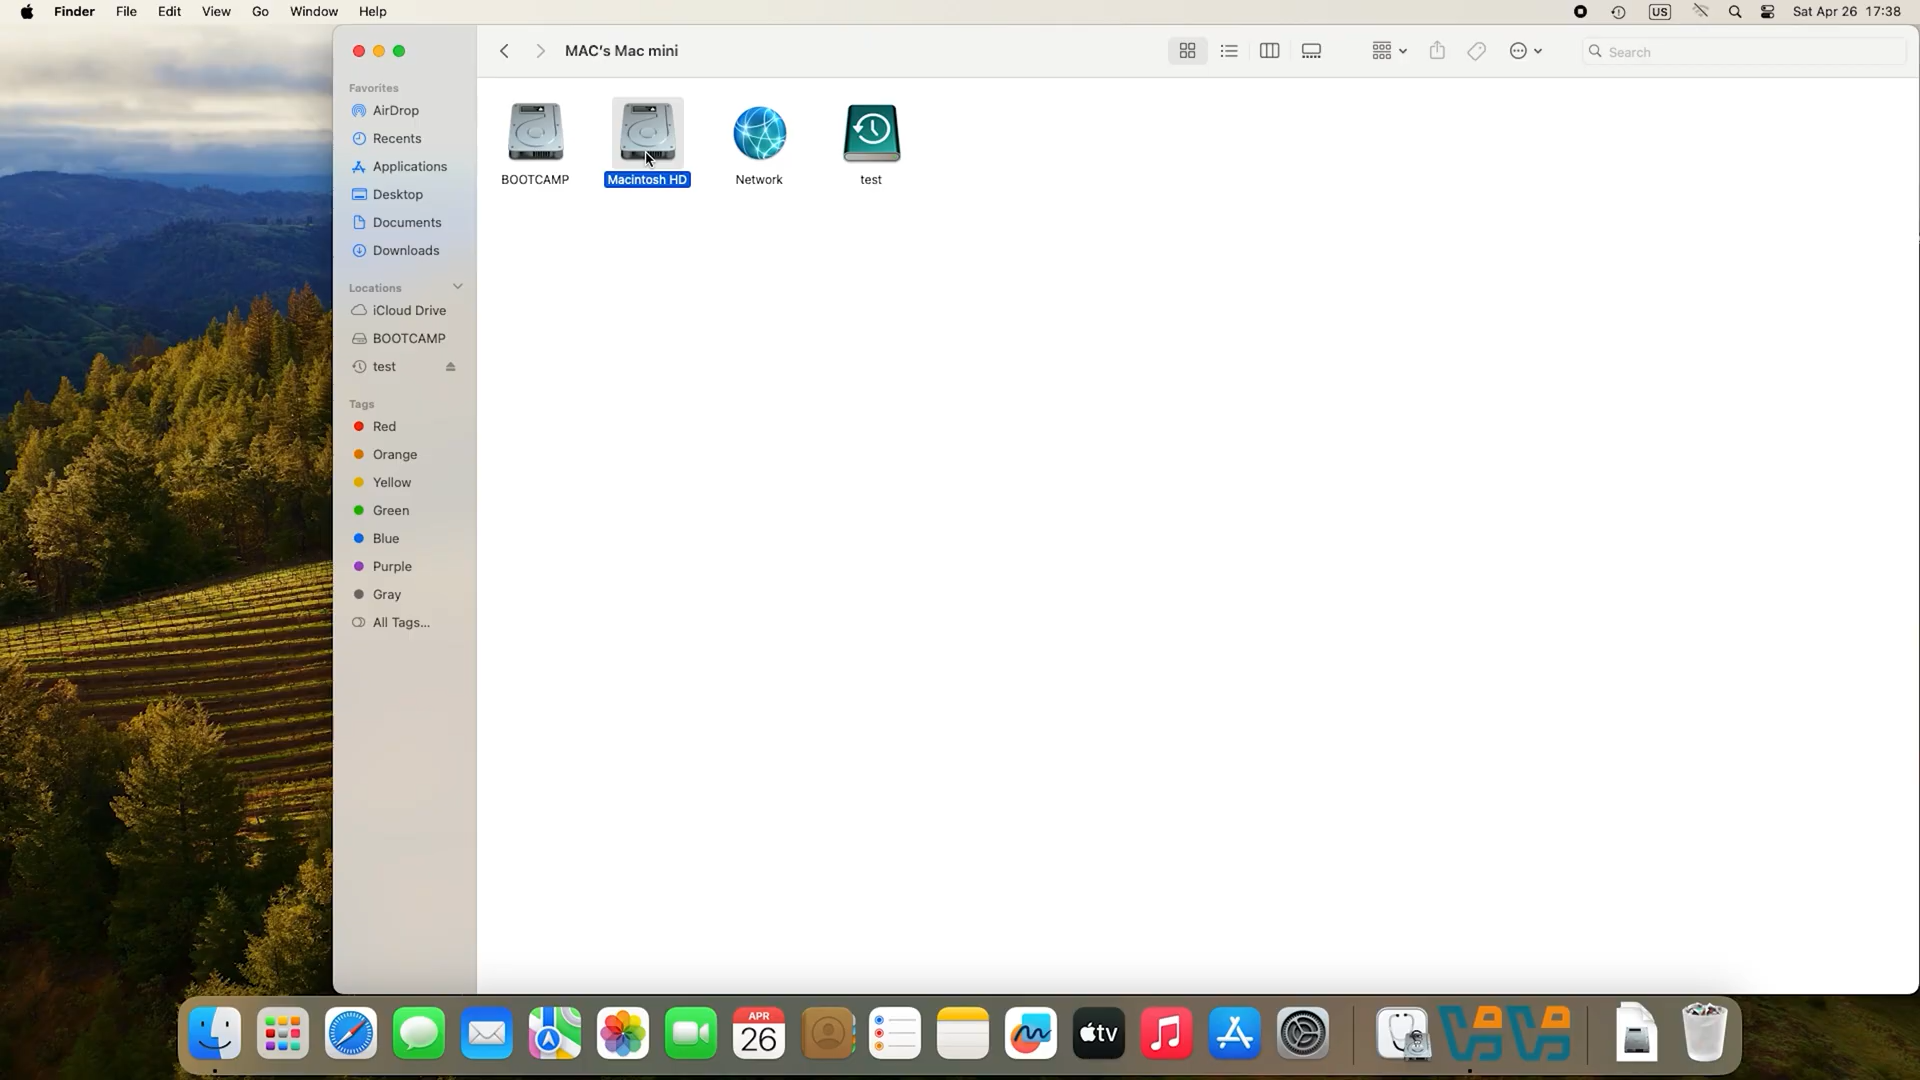 Finder File Edit View Go Window Help US Sat Apr 26 17:38
MAC's Mac mini
Search
Favorites
AirDrop
Recents
Applications
Desktop
Documents
Downloads
Locations
iCloud Drive
BOOTCAMP
test
Tags
Red
Orange
Yellow
Green
Blue
Purple
Gray
All Tags...
BOOTCAMP Macintosh HD Network test
APR
26
tv